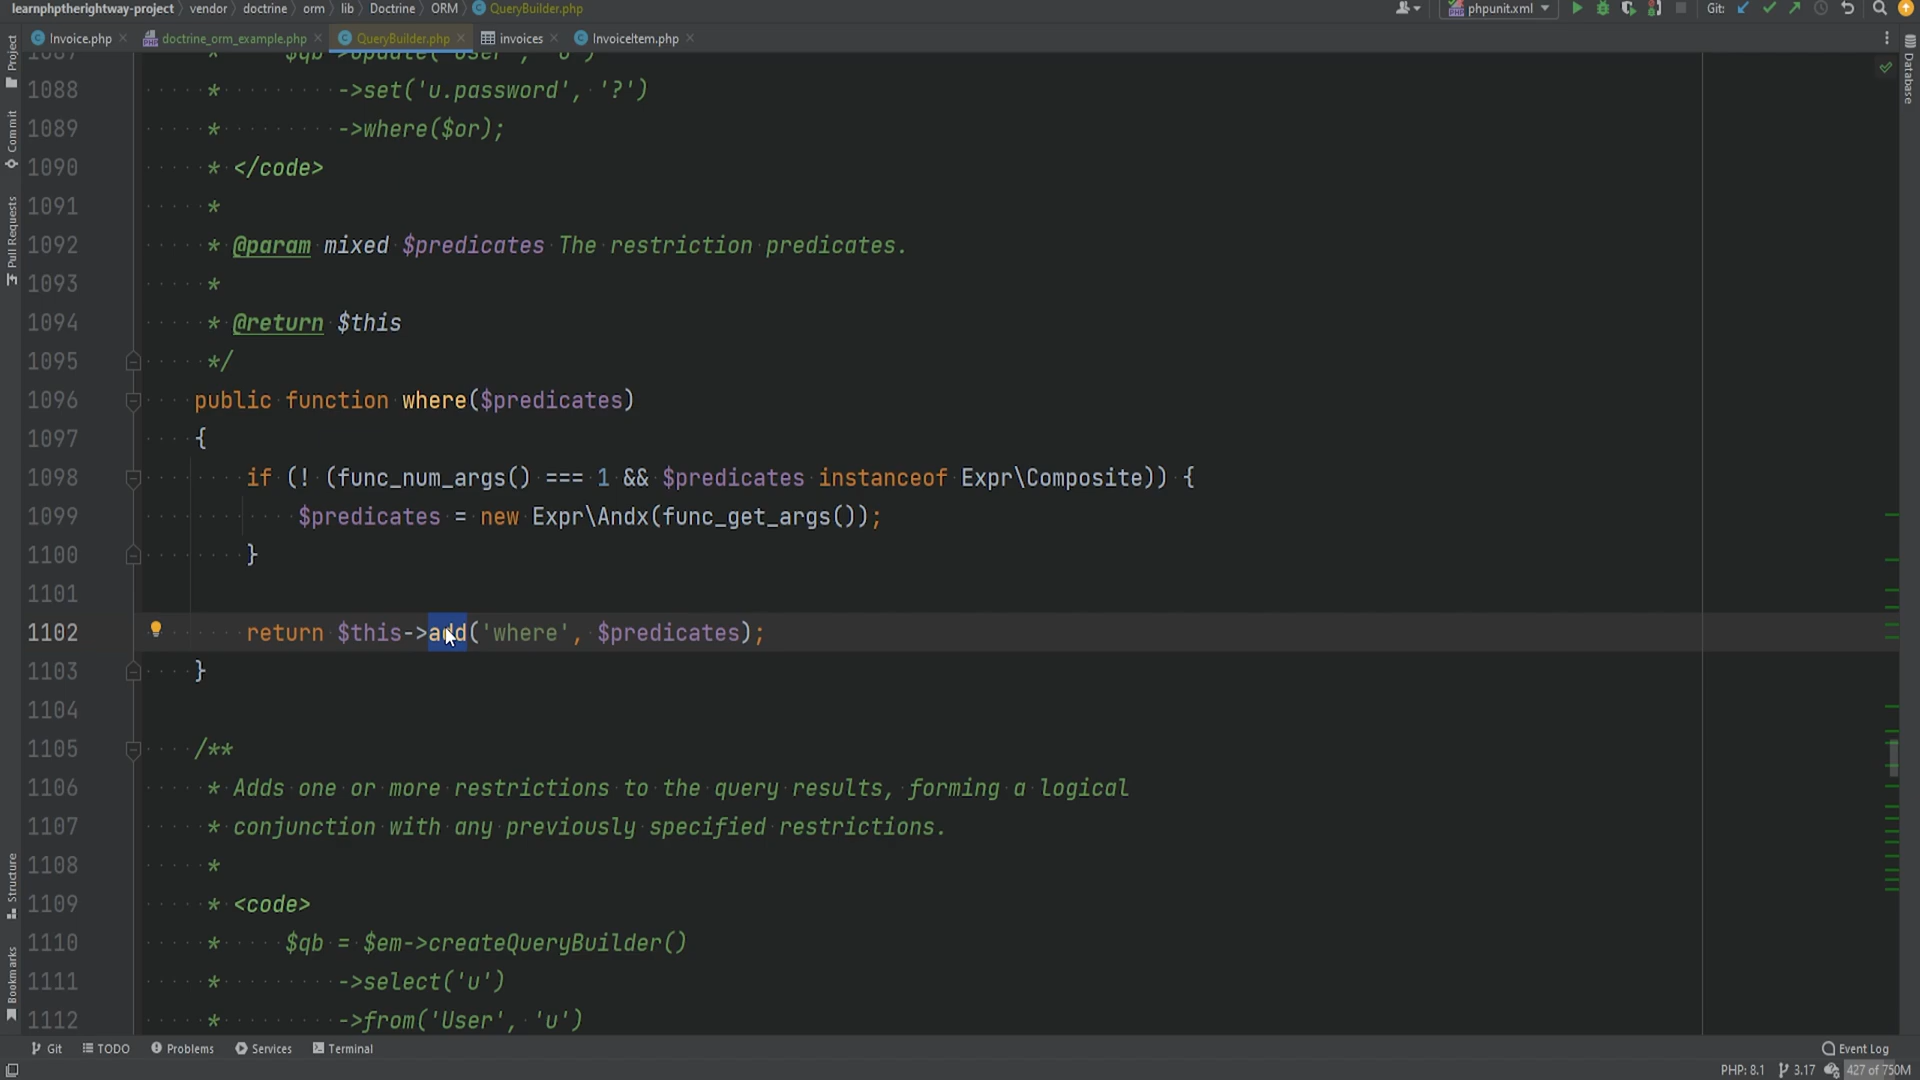 learnphptherightway-project vendor doctrine orm lib Doctrine ORM QueryBuilder.php phpunit.xml Git:
Invoice.php doctrine_orm_example.php QueryBuilder.php invoices InvoiceItem.php
1087 * $qb->update('User', 'u')
1088 * ->set('u.password', '?')
1089 * ->where($or);
1090 * </code>
1091 *
1092 * @param mixed $predicates The restriction predicates.
1093 *
1094 * @return $this
1095 */
1096 public function where($predicates)
1097 {
1098 if (! (func_num_args() === 1 && $predicates instanceof Expr\Composite)) {
1099 $predicates = new Expr\Andx(func_get_args());
1100 }
1101
1102 return $this->add('where', $predicates);
1103 }
1104
1105 /**
1106 * Adds one or more restrictions to the query results, forming a logical
1107 * conjunction with any previously specified restrictions.
1108 *
1109 * <code>
1110 * $qb = $em->createQueryBuilder()
1111 * ->select('u')
1112 * ->from('User', 'u')
Project
Commit
Pull Requests
Structure
Bookmarks
Database
Git TODO Problems Services Terminal Event Log
PHP: 8.1 3.17 427 of 750M